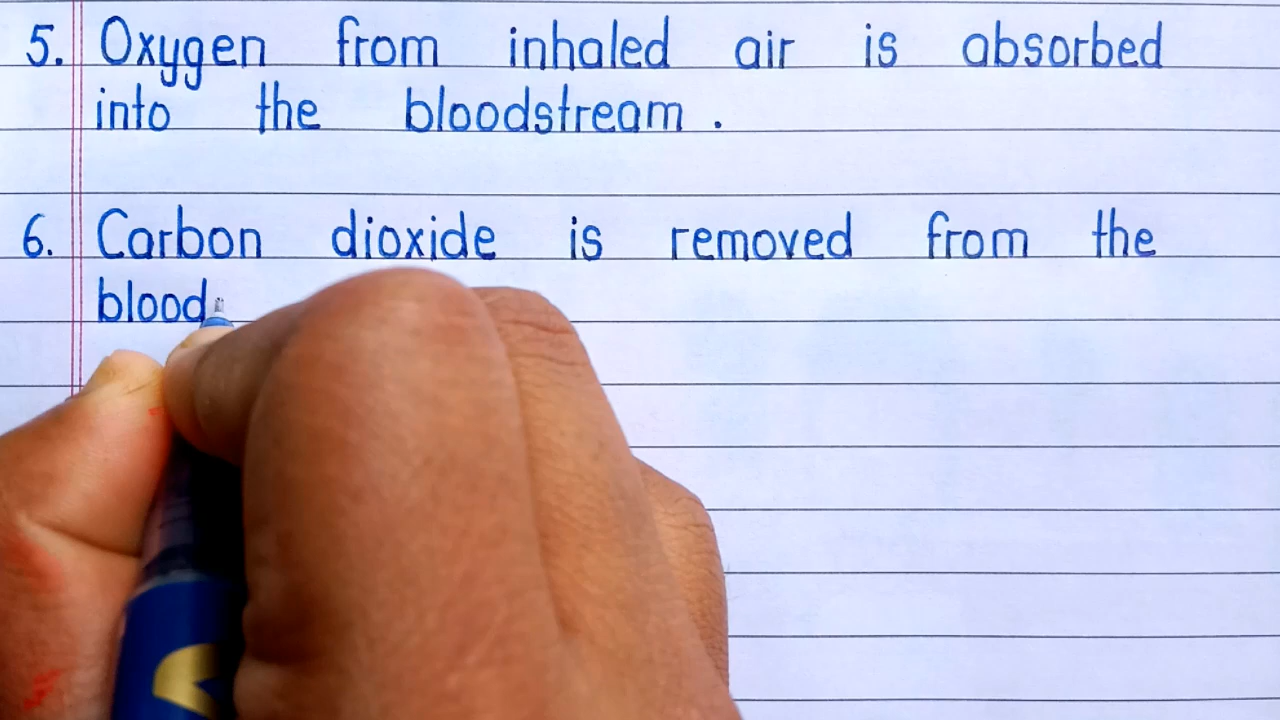 5. Oxygen from inhaled air is absorbed
into the bloodstream .
6. Carbon dioxide is removed from the
blood